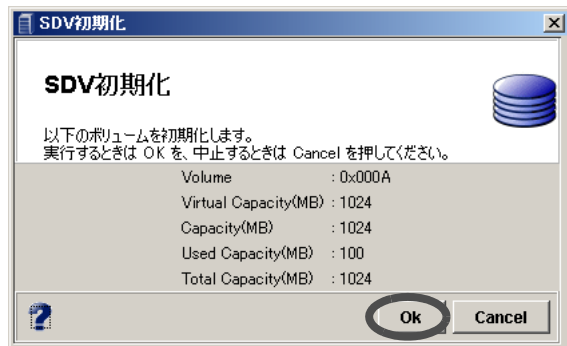 SDV初期化
SDV初期化
以下のボリュームを初期化します。
実行するときは OK を、中止するときは Cancel を押してください。
Volume : 0x000A
Virtual Capacity(MB) : 1024
Capacity(MB) : 1024
Used Capacity(MB) : 100
Total Capacity(MB) : 1024
?
Ok Cancel